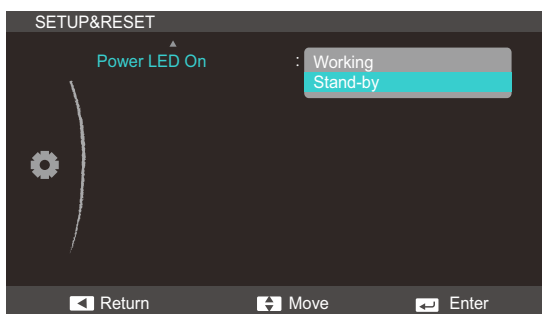 SETUP&RESET
Power LED On : Working
Stand-by
Return Move Enter